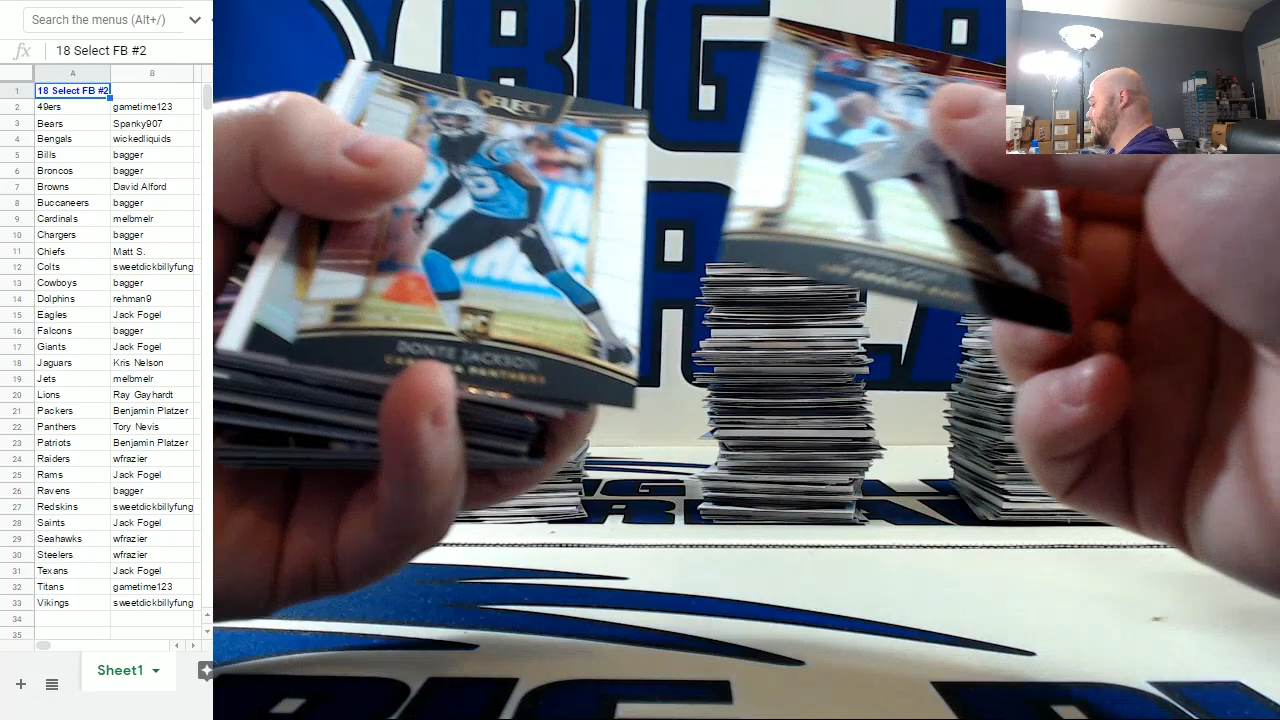 Search the menus (Alt+/)
fx 18 Select FB #2
A B
1 18 Select FB #2
2 49ers gametime123
3 Bears Spanky907
4 Bengals wickedliquids
5 Bills bagger
6 Broncos bagger
7 Browns David Alford
8 Buccaneers bagger
9 Cardinals melbmelr
10 Chargers bagger
11 Chiefs Matt S.
12 Colts sweetdickbillyfung
13 Cowboys bagger
14 Dolphins rehman9
15 Eagles Jack Fogel
16 Falcons bagger
17 Giants Jack Fogel
18 Jaguars Kris Nelson
19 Jets melbmelr
20 Lions Ray Gayhardt
21 Packers Benjamin Platzer
22 Panthers Tory Nevis
23 Patriots Benjamin Platzer
24 Raiders wfrazier
25 Rams Jack Fogel
26 Ravens bagger
27 Redskins sweetdickbillyfung
28 Saints Jack Fogel
29 Seahawks wfrazier
30 Steelers wfrazier
31 Texans Jack Fogel
32 Titans gametime123
33 Vikings sweetdickbillyfung
34
35
Sheet1
BIG
SELECT
RC
DONTE JACKSON
CAROLINA PANTHERS